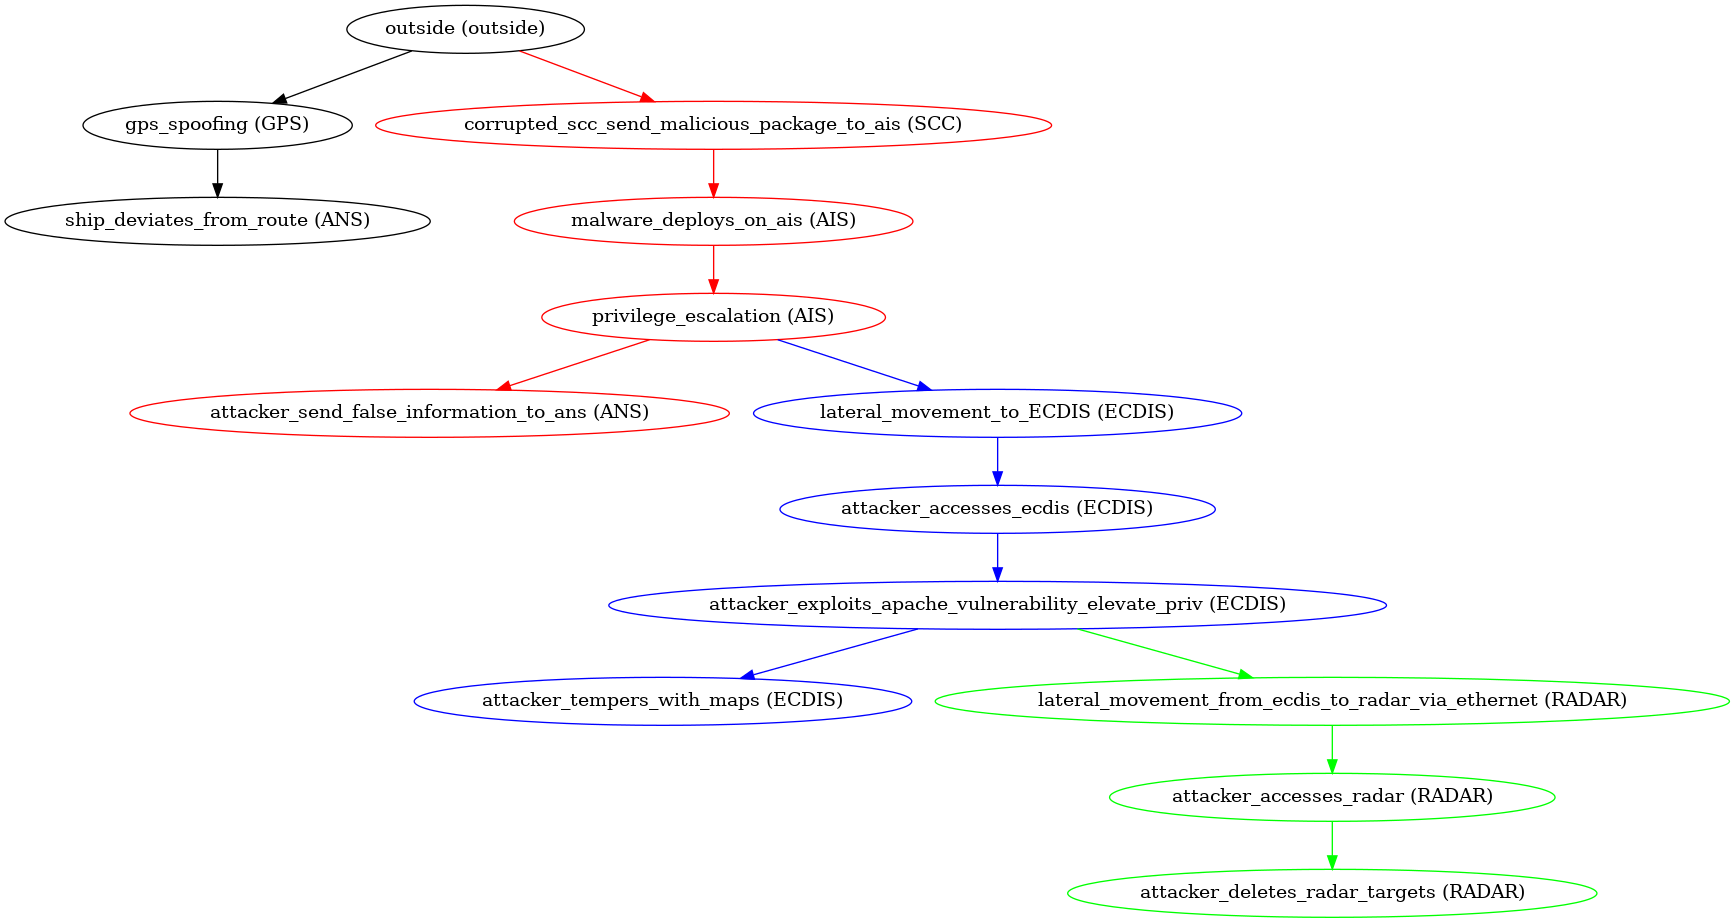 outside (outside)
gps_spoofing (GPS)
corrupted_scc_send_malicious_package_to_ais (SCC)
ship_deviates_from_route (ANS)
malware_deploys_on_ais (AIS)
privilege_escalation (AIS)
attacker_send_false_information_to_ans (ANS)
lateral_movement_to_ECDIS (ECDIS)
attacker_accesses_ecdis (ECDIS)
attacker_exploits_apache_vulnerability_elevate_priv (ECDIS)
attacker_tempers_with_maps (ECDIS)
lateral_movement_from_ecdis_to_radar_via_ethernet (RADAR)
attacker_accesses_radar (RADAR)
attacker_deletes_radar_targets (RADAR)